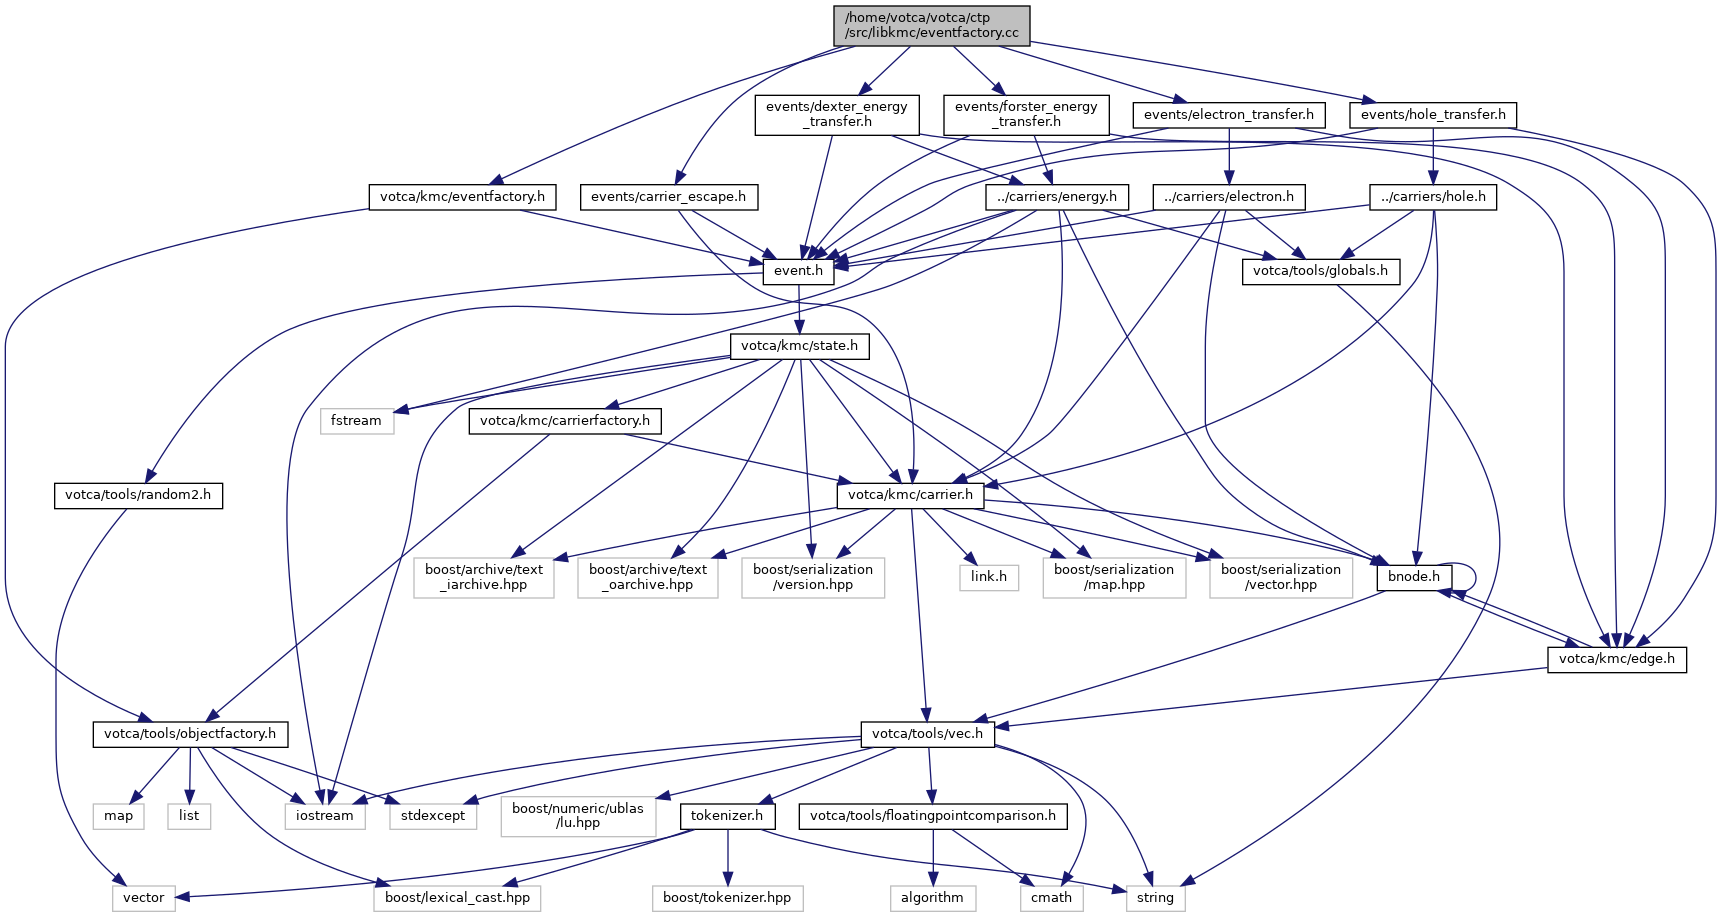 /home/votca/votca/ctp
/src/libkmc/eventfactory.cc
events/dexter_energy
_transfer.h
events/forster_energy
_transfer.h
events/electron_transfer.h
events/hole_transfer.h
votca/kmc/eventfactory.h
events/carrier_escape.h
../carriers/energy.h
../carriers/electron.h
../carriers/hole.h
event.h
votca/tools/globals.h
votca/kmc/state.h
fstream
votca/kmc/carrierfactory.h
votca/tools/random2.h
votca/kmc/carrier.h
boost/archive/text
_iarchive.hpp
boost/archive/text
_oarchive.hpp
boost/serialization
/version.hpp
link.h
boost/serialization
/map.hpp
boost/serialization
/vector.hpp
bnode.h
votca/kmc/edge.h
votca/tools/objectfactory.h
votca/tools/vec.h
map
list
iostream
stdexcept
boost/numeric/ublas
/lu.hpp
tokenizer.h
votca/tools/floatingpointcomparison.h
vector
boost/lexical_cast.hpp
boost/tokenizer.hpp
algorithm
cmath
string